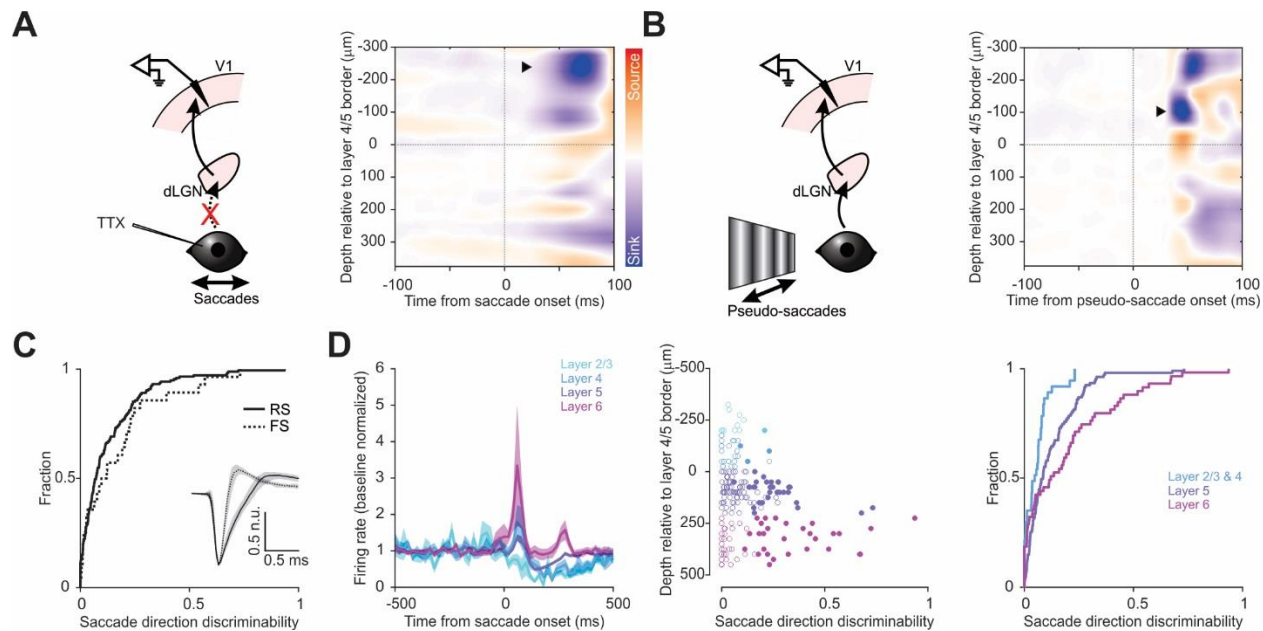 A
V1
dLGN
X
TTX
Saccades
Depth relative to layer 4/5 border (μm)
-300
-200
-100
0
100
200
300
-100
0
100
Time from saccade onset (ms)
Source
Sink
B
V1
dLGN
Pseudo-saccades
Depth relative to layer 4/5 border (μm)
-300
-200
-100
0
100
200
300
-100
0
100
Time from pseudo-saccade onset (ms)
C
Fraction
1
0.5
0
0
0.5
1
Saccade direction discriminability
RS
FS
0.5 n.u.
0.5 ms
D
Firing rate (baseline normalized)
6
5
4
3
2
1
0
-500
0
500
Time from saccade onset (ms)
Layer 2/3
Layer 4
Layer 5
Layer 6
Depth relative to layer 4/5 border (μm)
-500
-250
0
250
500
0
0.5
1
Saccade direction discriminability
Fraction
1
0.5
0
0
0.5
1
Saccade direction discriminability
Layer 2/3 & 4
Layer 5
Layer 6